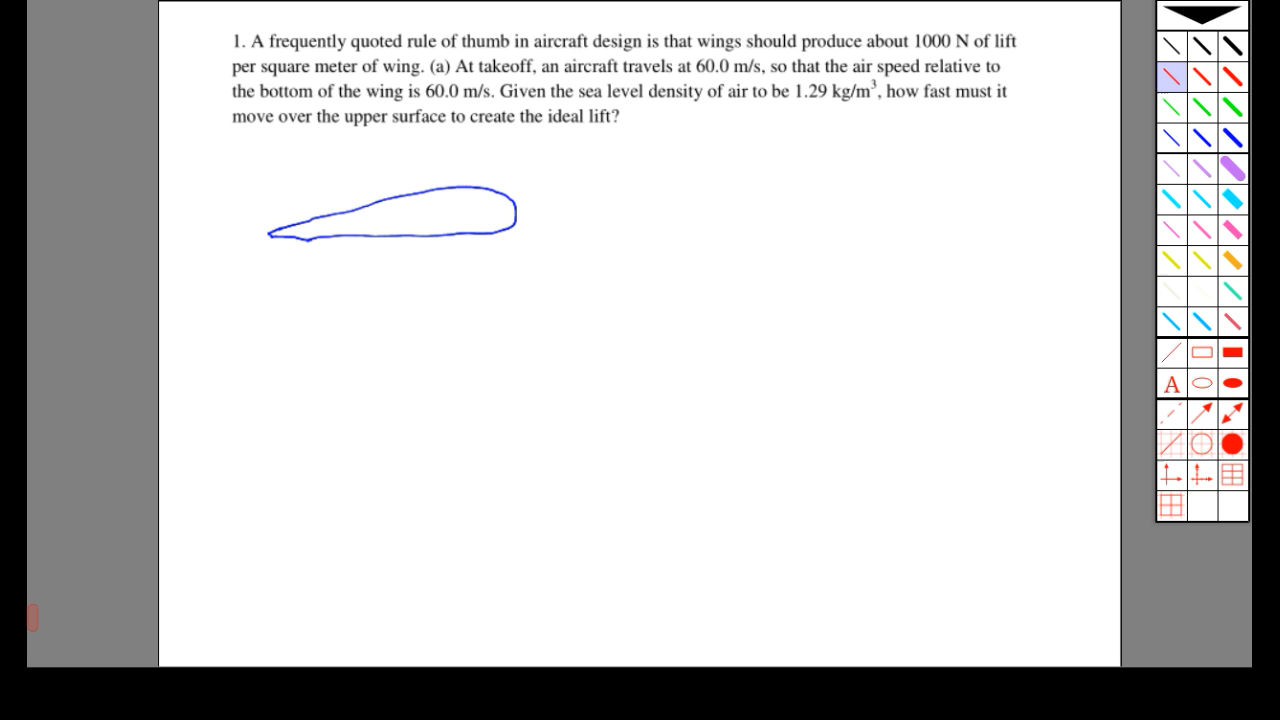 1. A frequently quoted rule of thumb in aircraft design is that wings should produce about 1000 N of lift
per square meter of wing. (a) At takeoff, an aircraft travels at 60.0 m/s, so that the air speed relative to
the bottom of the wing is 60.0 m/s. Given the sea level density of air to be 1.29 kg/m³, how fast must it
move over the upper surface to create the ideal lift?
A